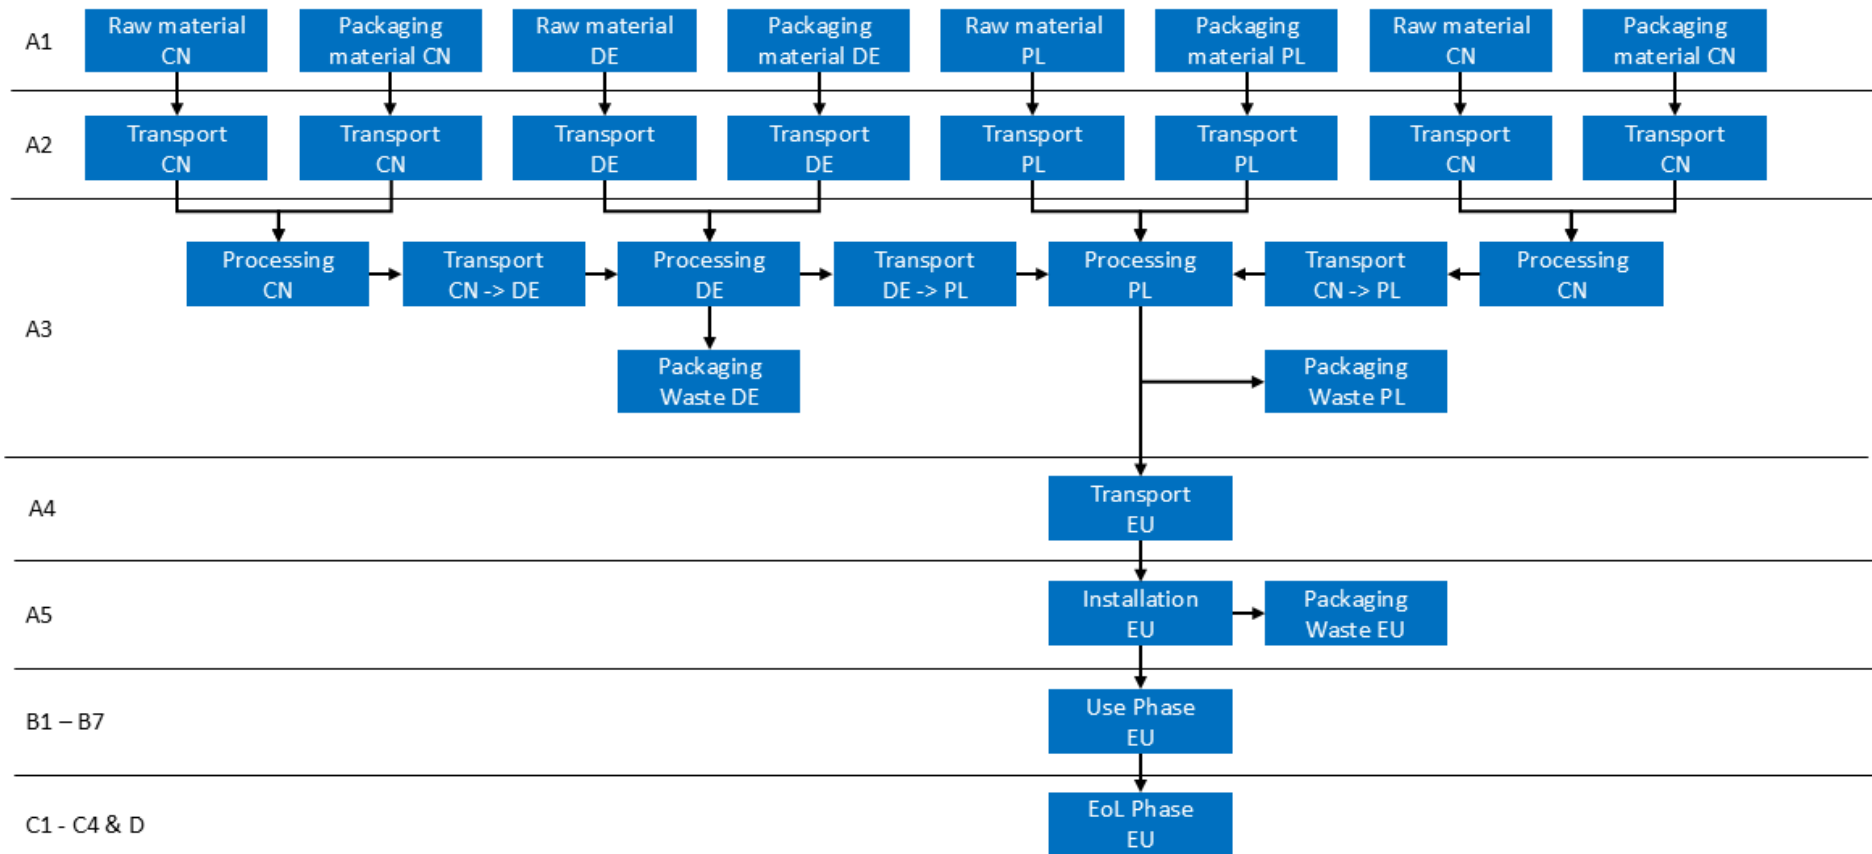 A1
Raw material
CN
Packaging
material CN
Raw material
DE
Packaging
material DE
Raw material
PL
Packaging
material PL
Raw material
CN
Packaging
material CN
A2
Transport
CN
Transport
CN
Transport
DE
Transport
DE
Transport
PL
Transport
PL
Transport
CN
Transport
CN
A3
Processing
CN
Transport
CN -> DE
Processing
DE
Transport
DE -> PL
Processing
PL
Transport
CN -> PL
Processing
CN
Packaging
Waste DE
Packaging
Waste PL
A4
Transport
EU
A5
Installation
EU
Packaging
Waste EU
B1 – B7
Use Phase
EU
C1 - C4 & D
EoL Phase
EU